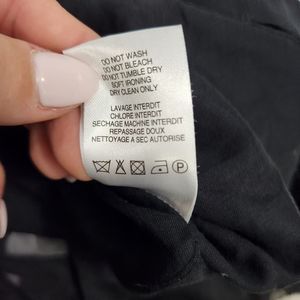 DO NOT WASH
DO NOT BLEACH
DO NOT TUMBLE DRY
SOFT IRONING
DRY CLEAN ONLY
LAVAGE INTERDIT
CHLORE INTERDIT
SECHAGE MACHINE INTERDIT
REPASSAGE DOUX
NETTOYAGE A SEC AUTORISE
P